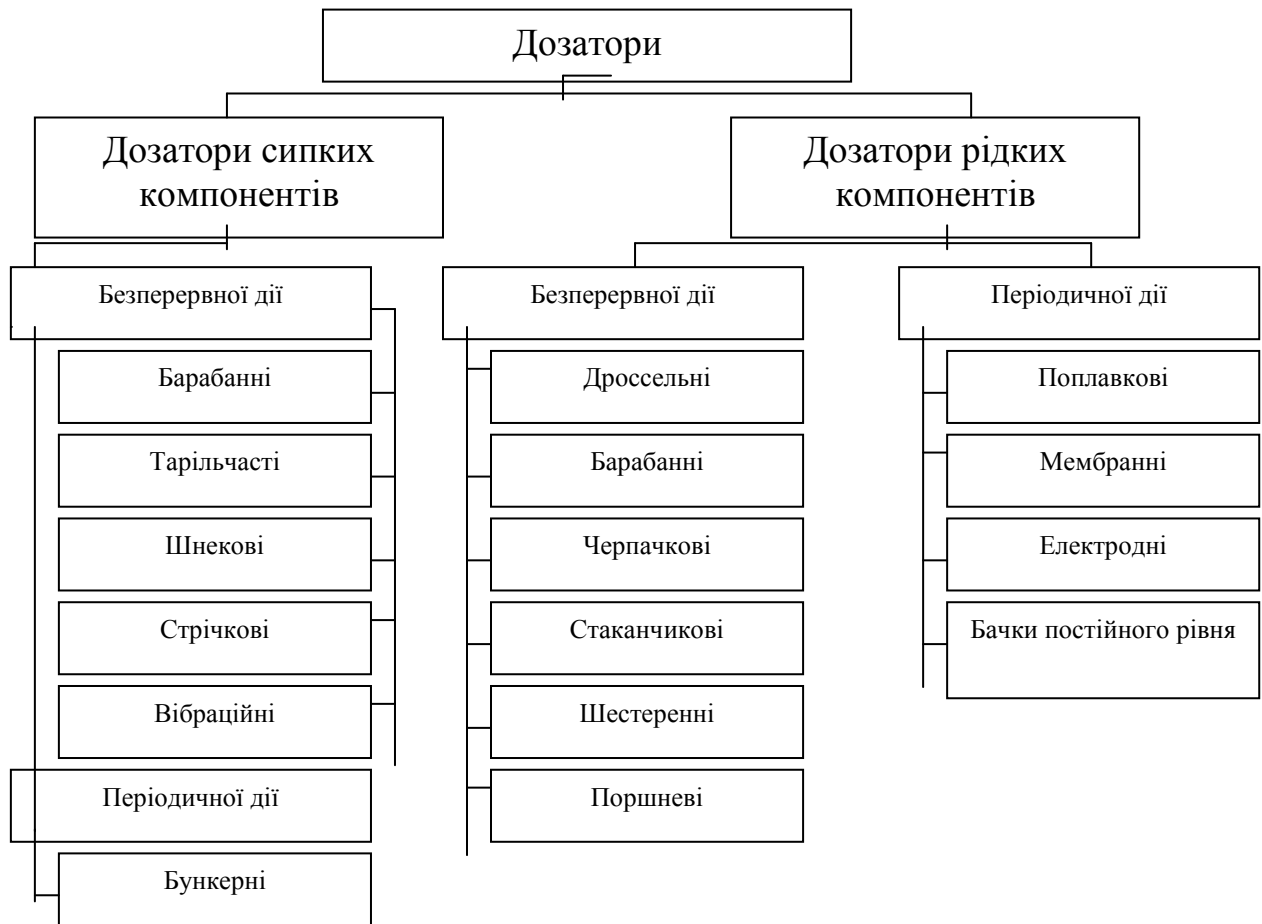 Дозатори
Дозатори сипких
компонентів
Безперервної дії
Барабанні
Тарільчасті
Шнекові
Стрічкові
Вібраційні
Періодичної дії
Бункерні
Дозатори рідких
компонентів
Безперервної дії
Дроссельні
Барабанні
Черпачкові
Стаканчикові
Шестеренні
Поршневі
Періодичної дії
Поплавкові
Мембранні
Електродні
Бачки постійного рівня